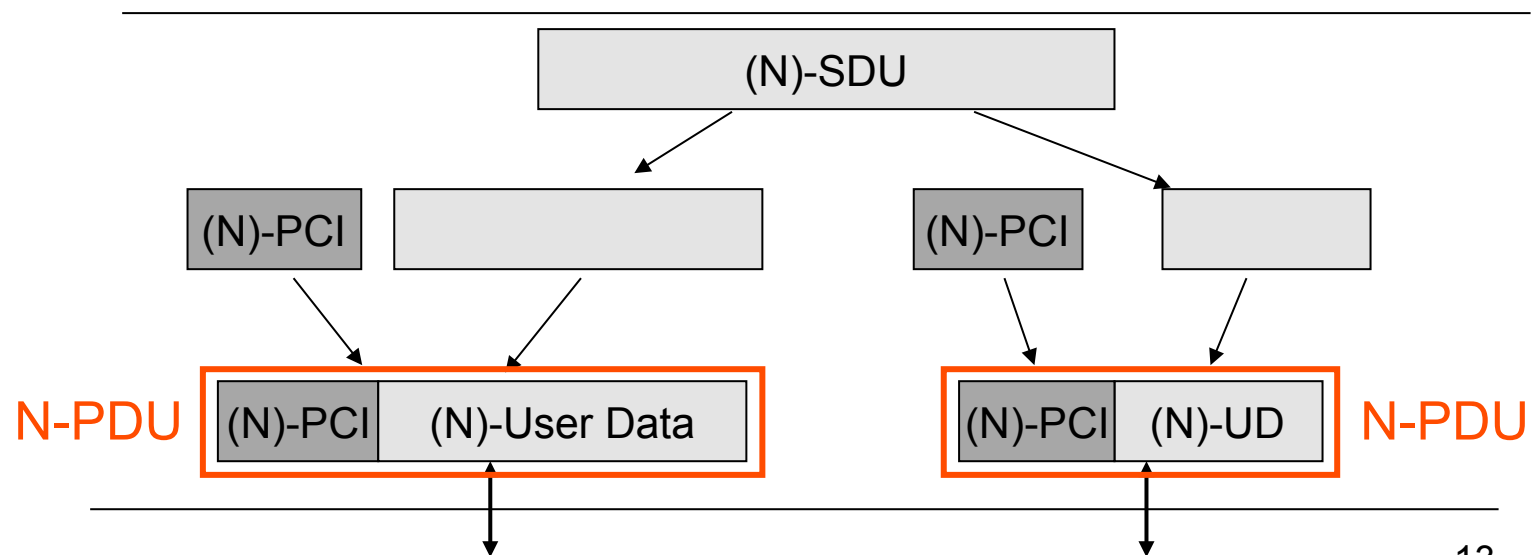 (N)-SDU
(N)-PCI (N)-PCI
N-PDU (N)-PCI (N)-User Data (N)-PCI (N)-UD N-PDU